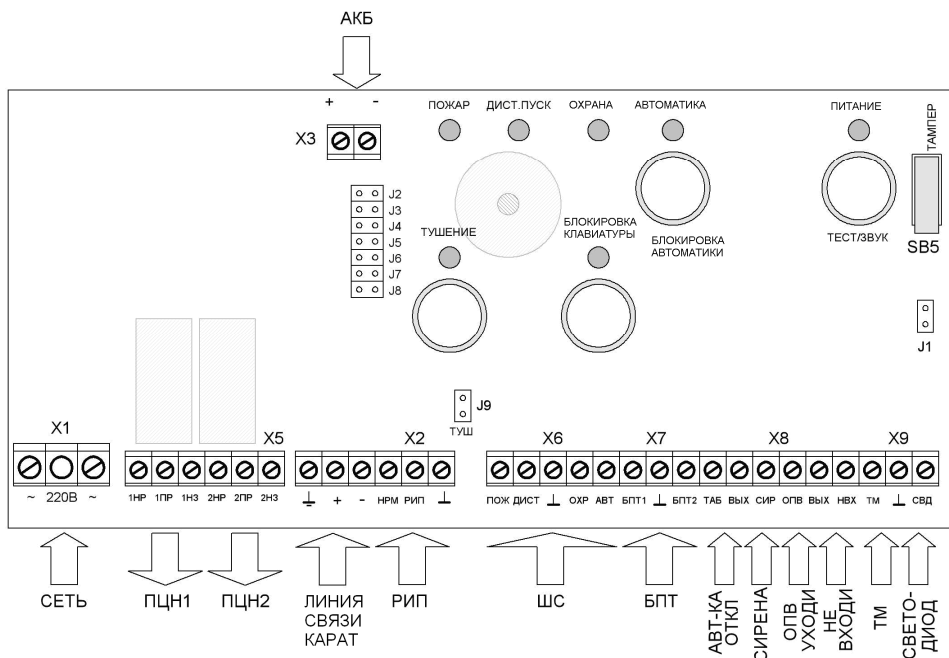 АКБ
+ -
X3
ПОЖАР ДИСТ.ПУСК ОХРАНА АВТОМАТИКА ПИТАНИЕ
ТАМПЕР
J2
J3
J4
J5
J6
J7
J8
ТУШЕНИЕ
БЛОКИРОВКА
КЛАВИАТУРЫ
БЛОКИРОВКА
АВТОМАТИКИ
ТЕСТ/ЗВУК
SB5
J1
J9
ТУШ
X1 X5 X2 X6 X7 X8 X9
~ 220В ~ 1НР 1ПР 1НЗ 2НР 2ПР 2НЗ + - НРМ РИП ПОЖ ДИСТ ОХР АВТ БПТ1 БПТ2 ТАБ ВЫХ СИР ОПВ ВЫХ НВХ ТМ СВД
СЕТЬ
ПЦН1
ПЦН2
ЛИНИЯ
СВЯЗИ
КАРАТ
РИП
ШС
БПТ
АВТ-КА
ОТКЛ
СИРЕНА
ОПВ
УХОДИ
НЕ
ВХОДИ
ТМ
СВЕТО-
ДИОД